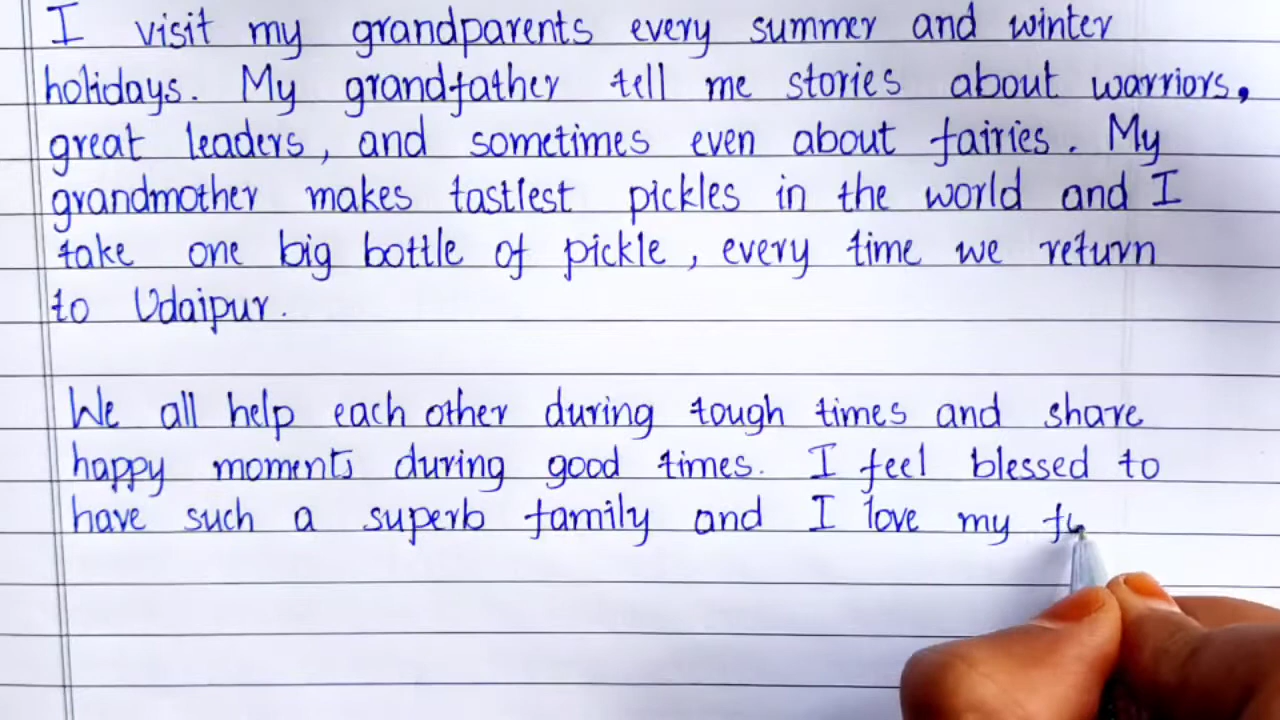 I visit my grandparents every summer and winter
holidays. My grandfather tell me stories about warriors,
great leaders, and sometimes even about fairies. My
grandmother makes tastlest pickles in the world and I
take one big bottle of pickle, every time we return
to Udaipur.
We all help each other during tough times and share
happy moments during good times. I feel blessed to
have such a superb family and I love my